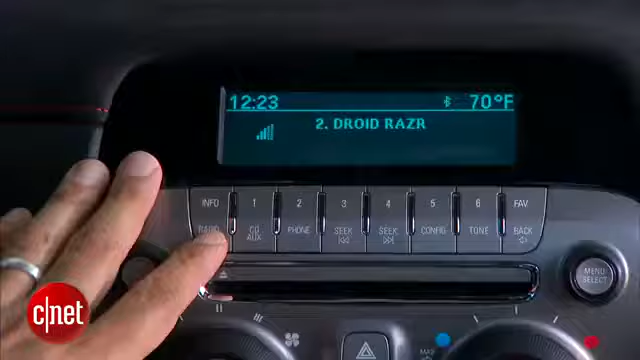 12:23 70°F
2. DROID RAZR
INFO 1 2 3 4 5 6 FAV
RADIO CD AUX PHONE SEEK SEEK CONFIG TONE BACK
MENU
SELECT
MAX
c|net